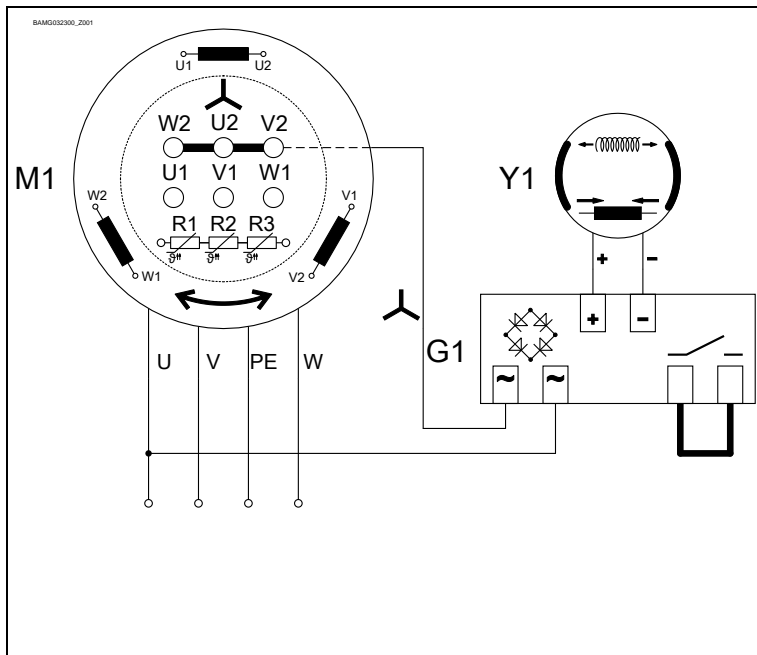 BAMG032300_Z001
U1 U2
W2 U2 V2
M1
U1 V1 W1
Y1
W2
V1
R1 R2 R3
ϑ ϑ ϑ
W1
V2
+ −
+ −
U V PE W
G1
~ ~